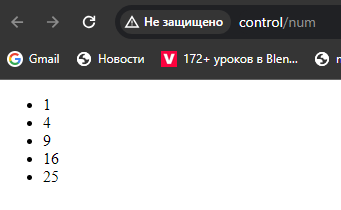 Не защищено control/num
Gmail Новости 172+ уроков в Blen...
1
4
9
16
25